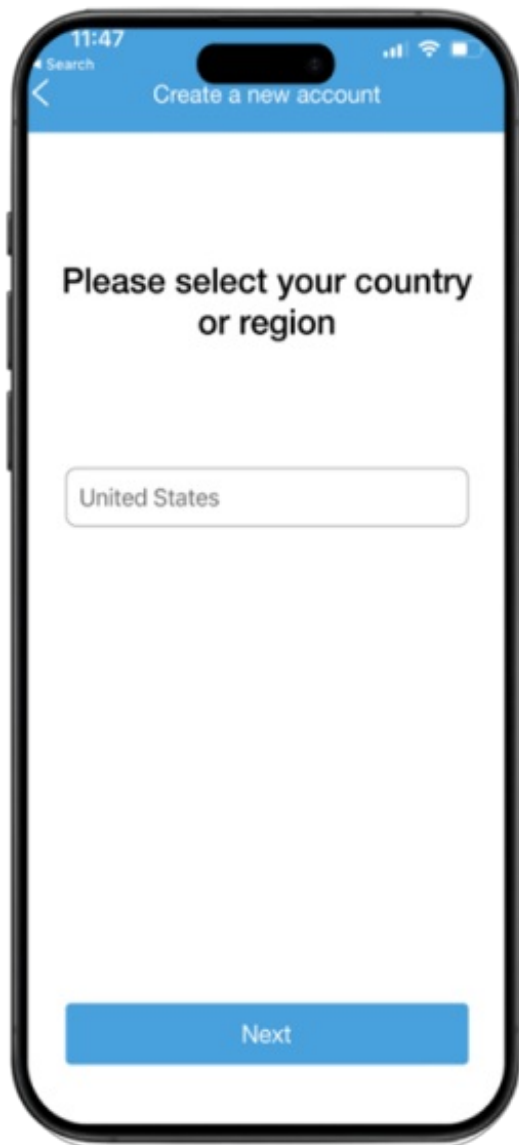 11:47
Search
Create a new account
Please select your country
or region
United States
Next